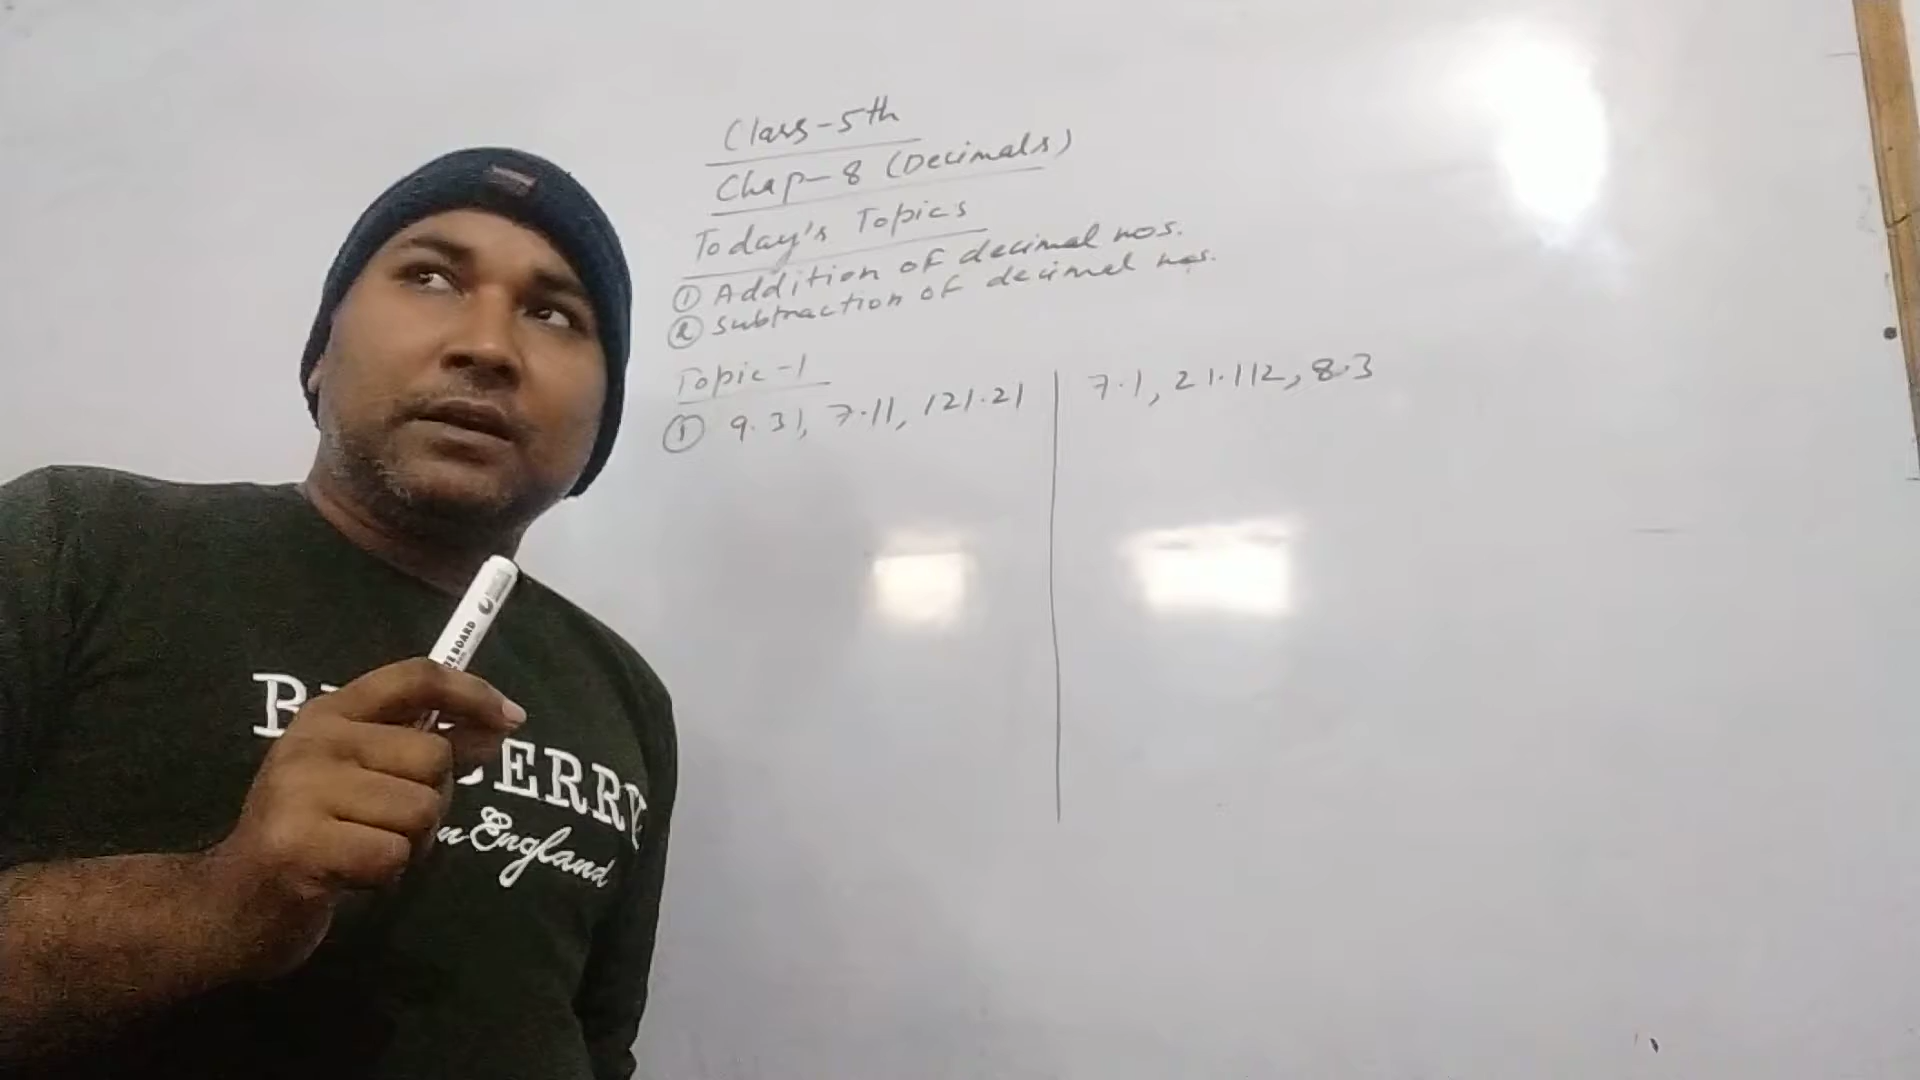 Class-5th
Chap-8 (Decimals)
Today's Topics
① Addition of decimal nos.
② Subtraction of decimal nos.
Topic-1
① 9.31, 7.11, 121.21
7.1, 21.112, 8.3
BOARD
England